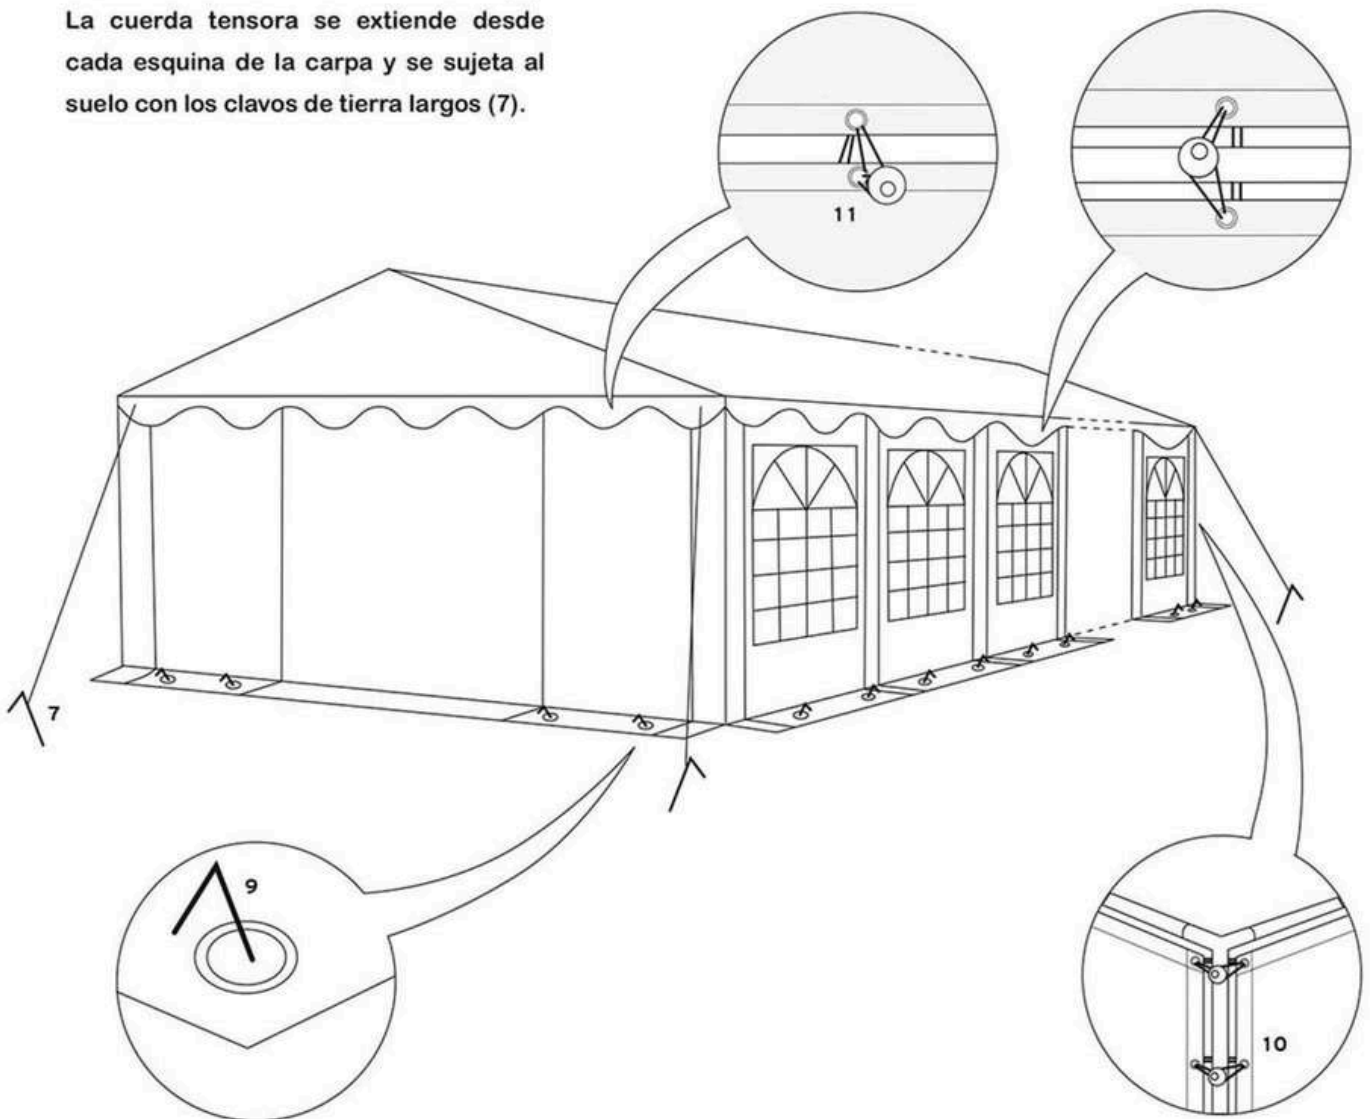 La cuerda tensora se extiende desde
cada esquina de la carpa y se sujeta al
suelo con los clavos de tierra largos (7).
11
7
9
10